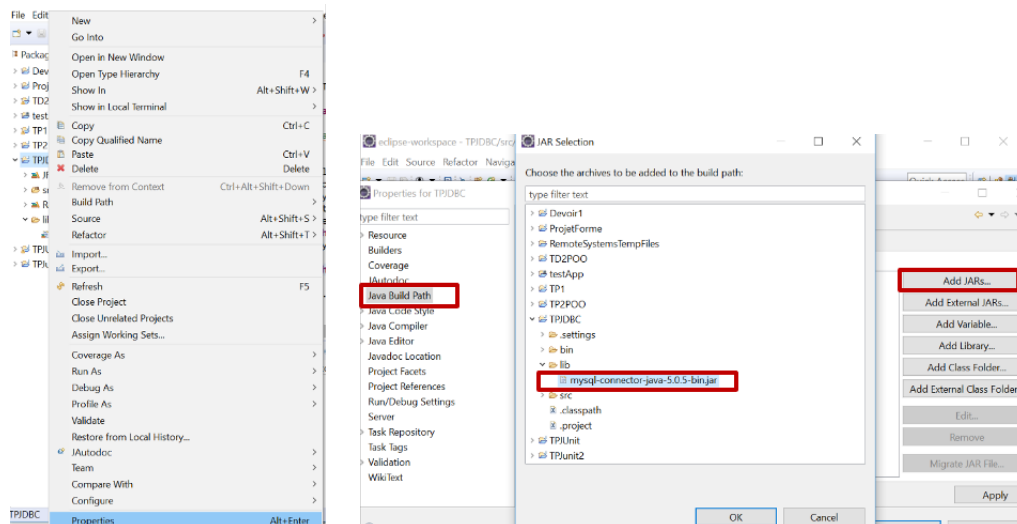 File Edit
New
Go Into
Open in New Window
Open Type Hierarchy F4
Show In Alt+Shift+W >
Show in Local Terminal
Copy Ctrl+C
Copy Qualified Name
Paste Ctrl+V
Delete Delete
Remove from Context Ctrl+Alt+Shift+Down
Build Path
Source Alt+Shift+S >
Refactor Alt+Shift+T >
Import...
Export...
Refresh F5
Close Project
Close Unrelated Projects
Assign Working Sets...
Coverage As
Run As
Debug As
Profile As
Validate
Restore from Local History...
JAutodoc
Team
Compare With
Configure
Properties Alt+Enter
Packag
Dev
Proj
TD2
test
TP1
TP2
TPJD
sr
R
lil
TPJU
TPJu
TPJDBC
eclipse-workspace - TPJDBC/src/
File Edit Source Refactor Naviga
Properties for TPJDBC
type filter text
Resource
Builders
Coverage
JAutodoc
Java Build Path
Java Code Style
Java Compiler
Java Editor
Javadoc Location
Project Facets
Project References
Run/Debug Settings
Server
Task Repository
Task Tags
Validation
WikiText
JAR Selection
Choose the archives to be added to the build path:
type filter text
Devoir1
ProjetForme
RemoteSystemsTempFiles
TD2POO
testApp
TP1
TP2POO
TPJDBC
.settings
bin
lib
mysql-connector-java-5.0.5-bin.jar
src
.classpath
.project
TPJUnit
TPJunit2
OK Cancel
Add JARs...
Add External JARs...
Add Variable...
Add Library...
Add Class Folder...
Add External Class Folder
Edit...
Remove
Migrate JAR File...
Apply